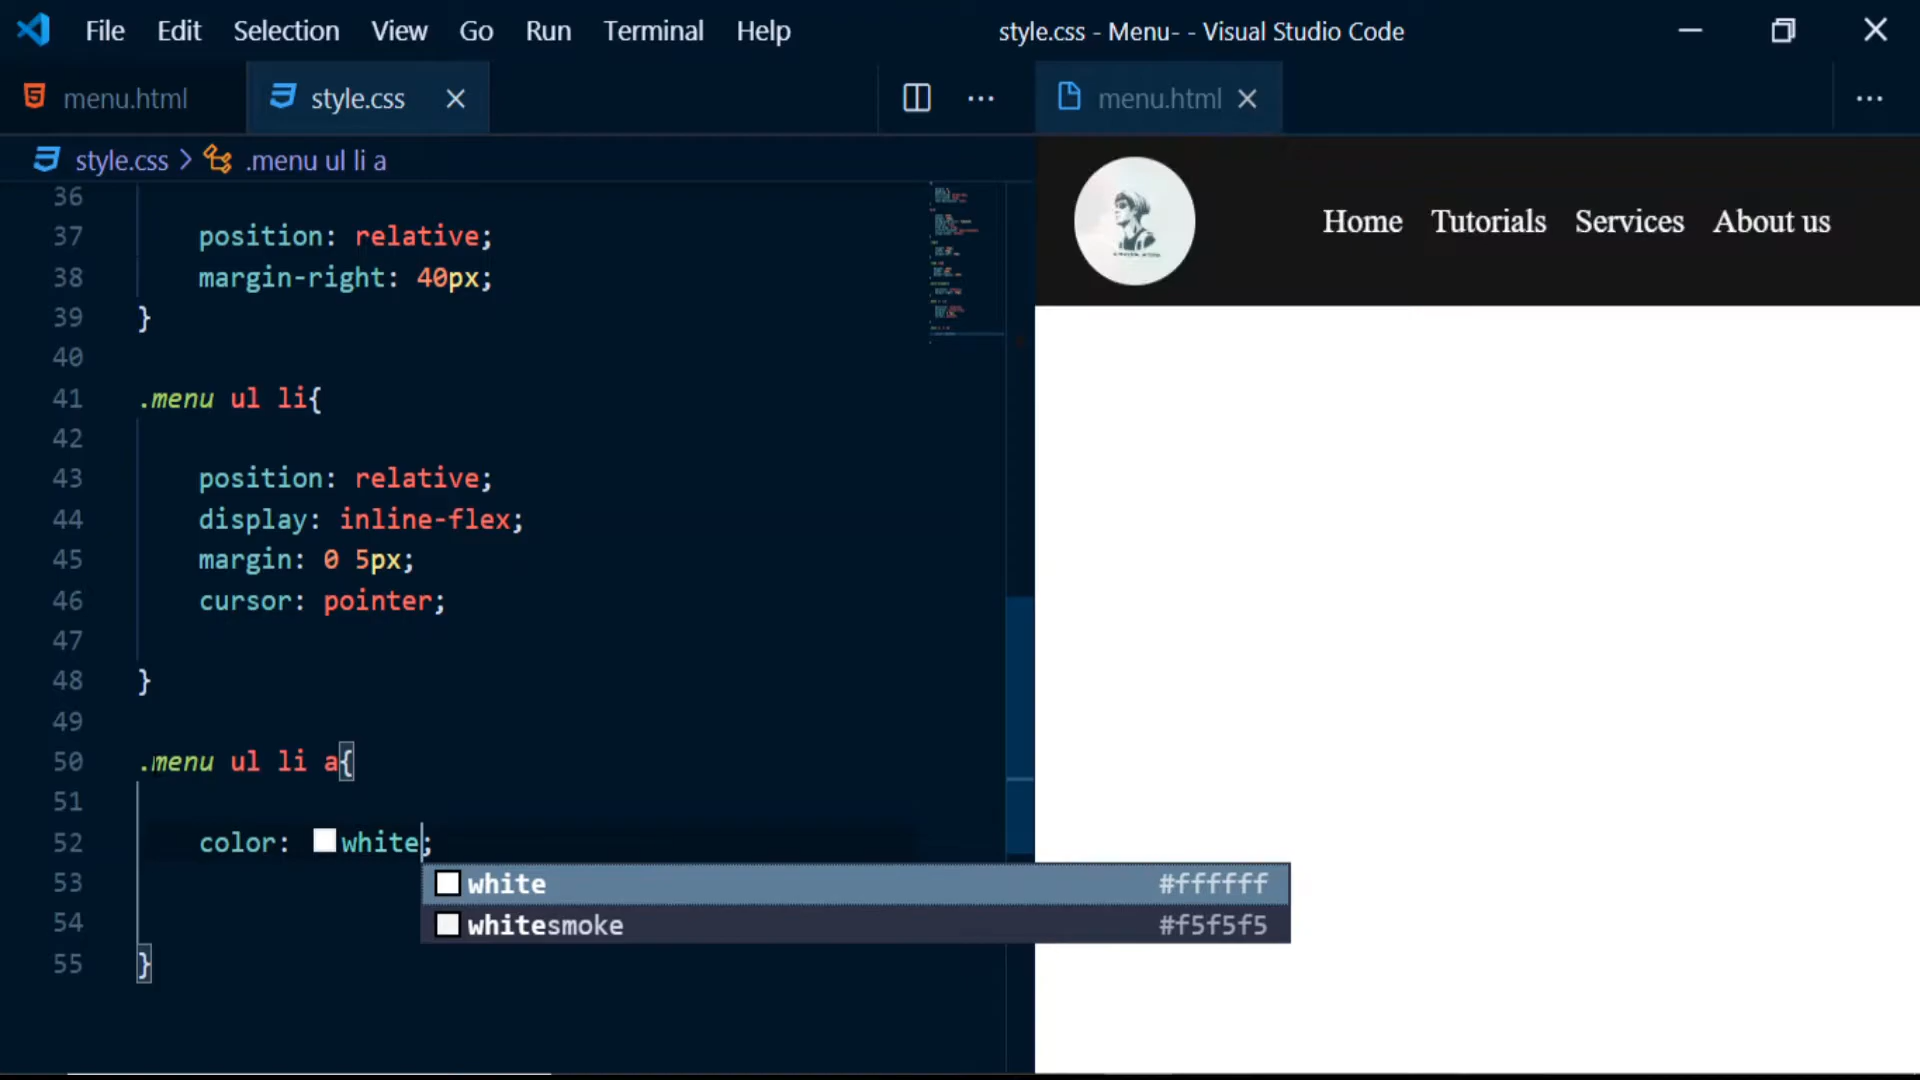 File Edit Selection View Go Run Terminal Help style.css - Menu- - Visual Studio Code
menu.html style.css menu.html
style.css > .menu ul li a
36
37 position: relative;
38 margin-right: 40px;
39 }
40
41 .menu ul li{
42
43 position: relative;
44 display: inline-flex;
45 margin: 0 5px;
46 cursor: pointer;
47
48 }
49
50 .menu ul li a{
51
52 color: white;
53
54
55 }
white #ffffff
whitesmoke #f5f5f5
Home Tutorials Services About us